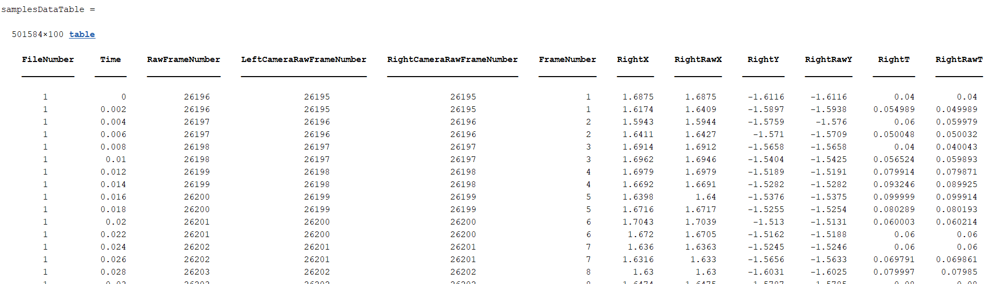 samplesDataTable =
501584×100 table
FileNumber Time RawFrameNumber LeftCameraRawFrameNumber RightCameraRawFrameNumber FrameNumber RightX RightRawX RightY RightRawY RightT RightRawT
1 0 26196 26195 26195 1 1.6875 1.6875 -1.6116 -1.6116 0.04 0.04
1 0.002 26196 26195 26195 1 1.6174 1.6409 -1.5897 -1.5938 0.054989 0.049989
1 0.004 26197 26196 26196 2 1.5943 1.5944 -1.5759 -1.576 0.06 0.059979
1 0.006 26197 26196 26196 2 1.6411 1.6427 -1.571 -1.5709 0.050048 0.050032
1 0.008 26198 26197 26197 3 1.6914 1.6912 -1.5658 -1.5658 0.04 0.040043
1 0.01 26198 26197 26197 3 1.6962 1.6946 -1.5404 -1.5425 0.056524 0.059893
1 0.012 26199 26198 26198 4 1.6979 1.6979 -1.5189 -1.5191 0.079914 0.079871
1 0.014 26199 26198 26198 4 1.6692 1.6691 -1.5282 -1.5282 0.093246 0.089925
1 0.016 26200 26199 26199 5 1.6398 1.64 -1.5376 -1.5375 0.099999 0.099914
1 0.018 26200 26199 26199 5 1.6716 1.6717 -1.5255 -1.5254 0.080289 0.080193
1 0.02 26201 26200 26200 6 1.7043 1.7039 -1.513 -1.5131 0.060003 0.060214
1 0.022 26201 26200 26200 6 1.672 1.6705 -1.5162 -1.5188 0.06 0.06
1 0.024 26202 26201 26201 7 1.636 1.6363 -1.5245 -1.5246 0.06 0.06
1 0.026 26202 26201 26201 7 1.6316 1.633 -1.5656 -1.5633 0.069791 0.069861
1 0.028 26203 26202 26202 8 1.63 1.63 -1.6031 -1.6025 0.079997 0.07985